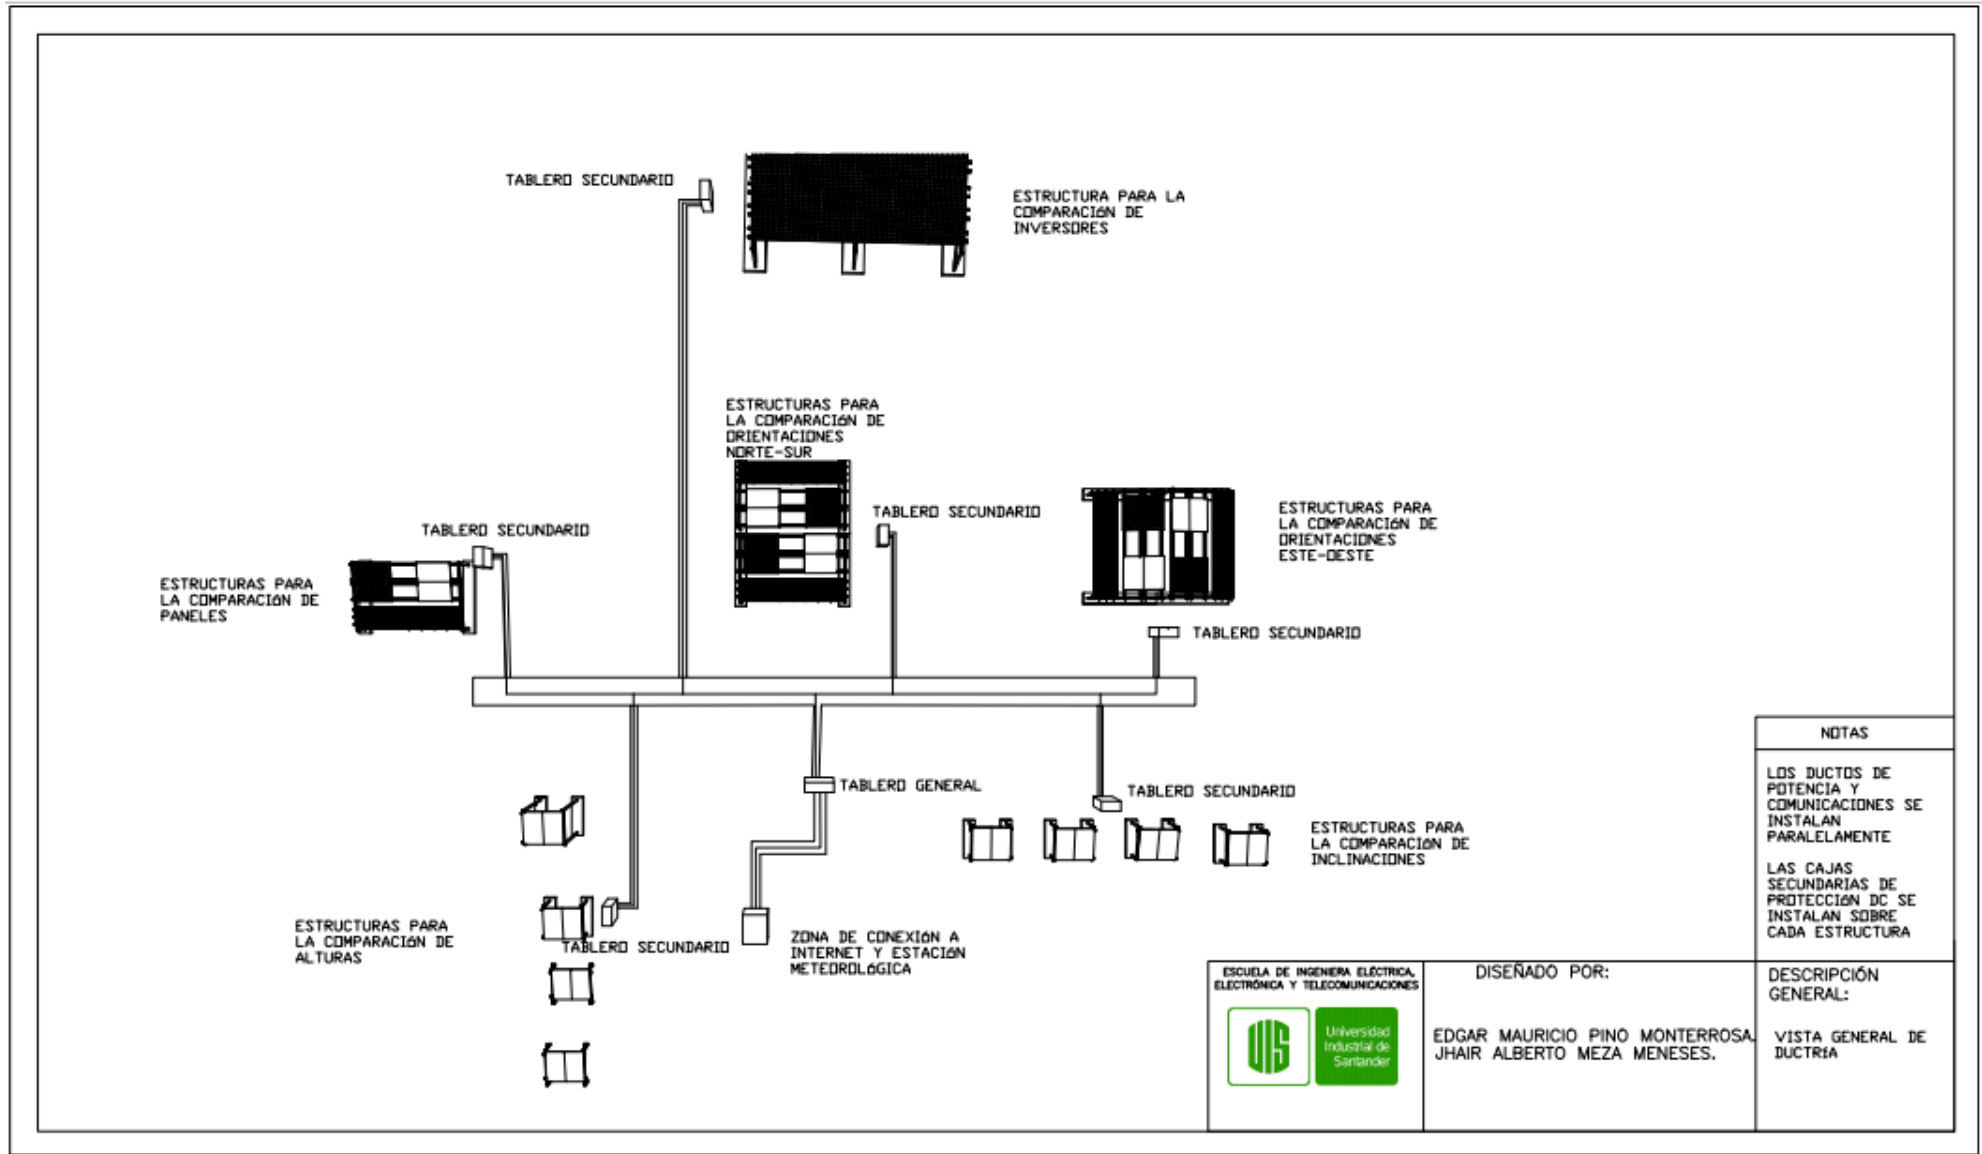 TABLERO SECUNDARIO
ESTRUCTURA PARA LA
COMPARACIóN DE
INVERSORES
ESTRUCTURAS PARA
LA COMPARACIóN DE
ORIENTACIONES
NORTE-SUR
TABLERO SECUNDARIO
ESTRUCTURAS PARA
LA COMPARACIóN DE
ORIENTACIONES
ESTE-OESTE
TABLERO SECUNDARIO
ESTRUCTURAS PARA
LA COMPARACIóN DE
PANELES
TABLERO SECUNDARIO
TABLERO GENERAL
TABLERO SECUNDARIO
ESTRUCTURAS PARA
LA COMPARACIóN DE
INCLINACIONES
ESTRUCTURAS PARA
LA COMPARACIóN DE
ALTURAS
TABLERO SECUNDARIO
ZONA DE CONEXIóN A
INTERNET Y ESTACIóN
METEOROLóGICA
NOTAS
LOS DUCTOS DE
POTENCIA Y
COMUNICACIONES SE
INSTALAN
PARALELAMENTE
LAS CAJAS
SECUNDARIAS DE
PROTECCIóN DC SE
INSTALAN SOBRE
CADA ESTRUCTURA
ESCUELA DE INGENIERA ELÉCTRICA,
ELECTRÓNICA Y TELECOMUNICACIONES
UIS
Universidad
Industrial de
Santander
DISEÑADO POR:
EDGAR MAURICIO PINO MONTERROSA.
JHAIR ALBERTO MEZA MENESES.
DESCRIPCIÓN
GENERAL:
VISTA GENERAL DE
DUCTRíA